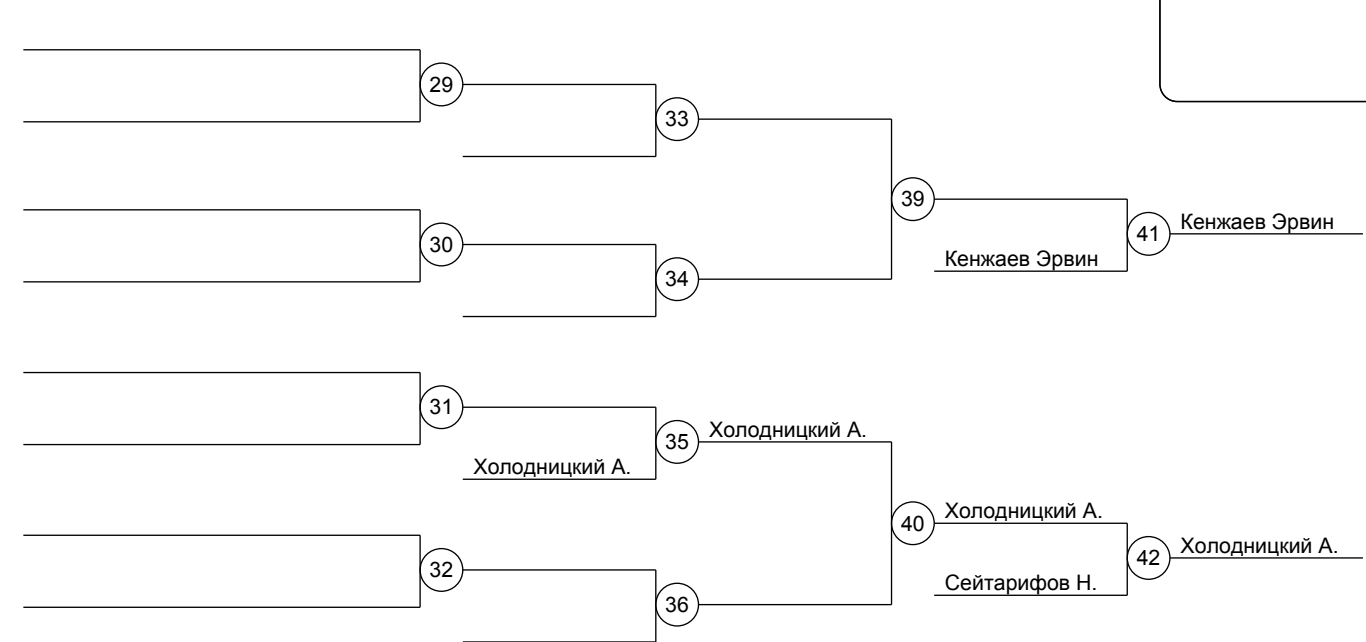 29
33
39
41 Кенжаев Эрвин
30
Кенжаев Эрвин
34
31
35 Холодницкий А.
Холодницкий А.
40 Холодницкий А.
42 Холодницкий А.
32
Сейтарифов Н.
36